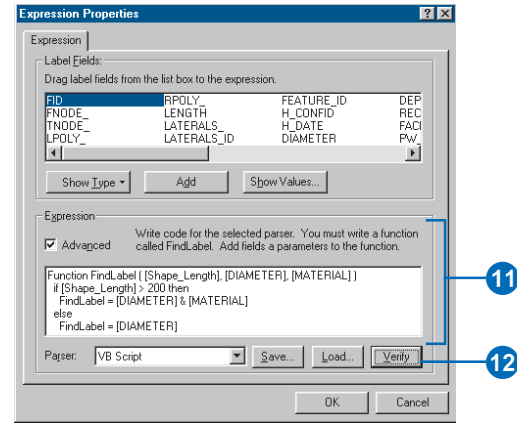 Expression Properties
Expression
Label Fields:
Drag label fields from the list box to the expression.
FID RPOLY_ FEATURE_ID DEP
FNODE_ LENGTH H_CONFID REC
TNODE_ LATERALS_ H_DATE FACI
LPOLY_ LATERALS_ID DIAMETER PW_
Show Type Add Show Values...
Expression
Advanced
Write code for the selected parser. You must write a function
called FindLabel. Add fields a parameters to the function.
Function FindLabel ( [Shape_Length], [DIAMETER], [MATERIAL] )
if [Shape_Length] > 200 then
FindLabel = [DIAMETER] & [MATERIAL]
else
FindLabel = [DIAMETER]
11
Parser: VB Script Save... Load... Verify
12
OK Cancel